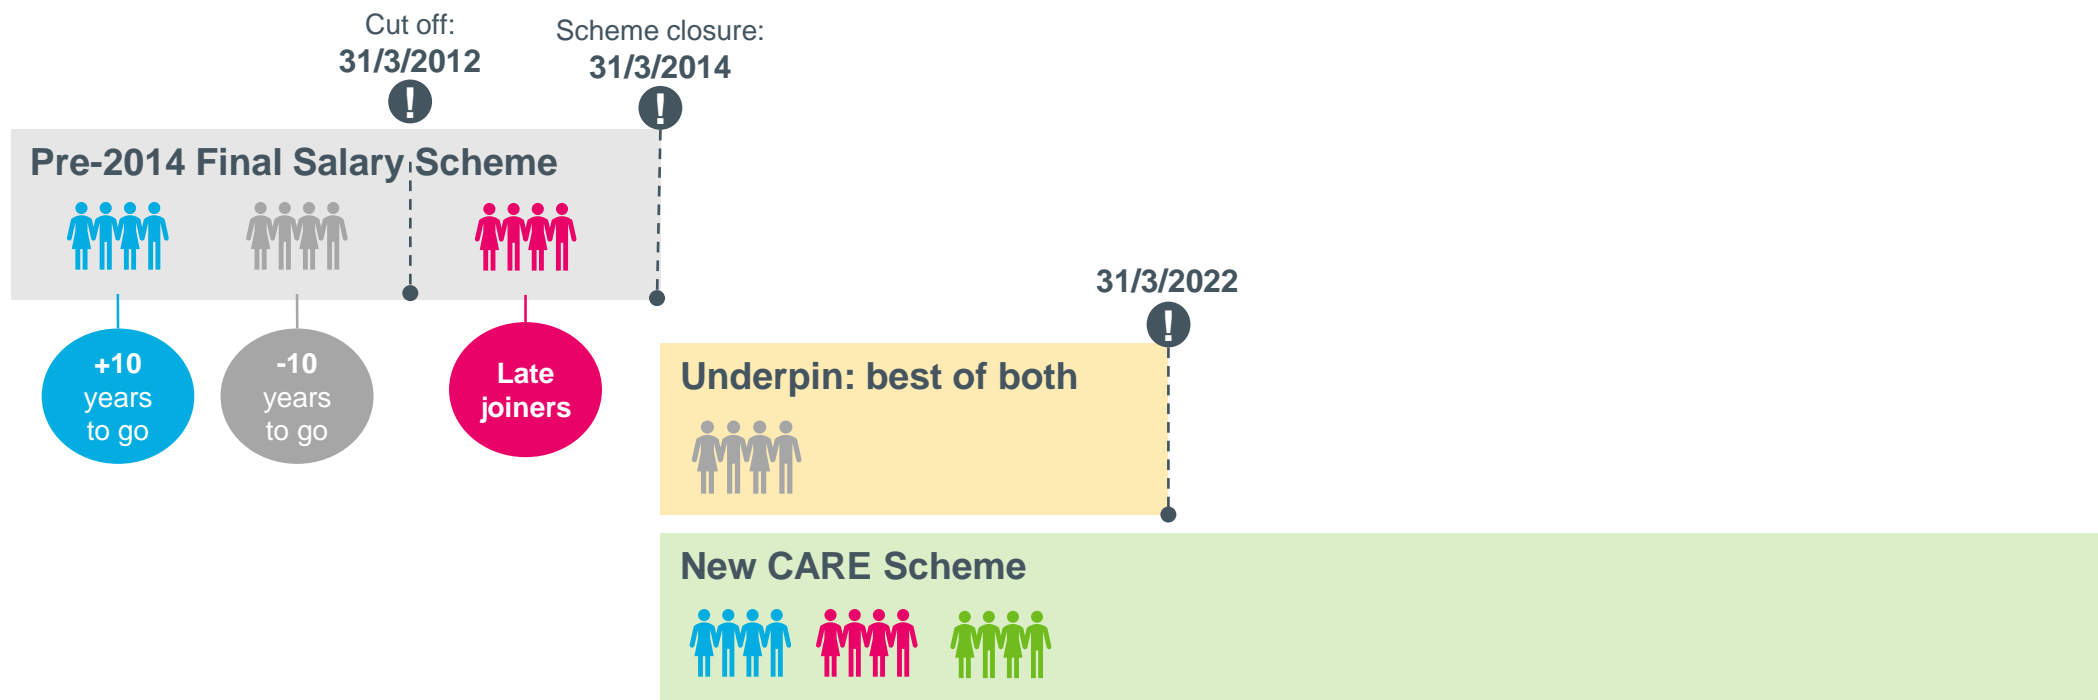 Cut off:
31/3/2012
Scheme closure:
31/3/2014
!
!
Pre-2014 Final Salary Scheme
+10
years
to go
-10
years
to go
Late
joiners
31/3/2022
!
Underpin: best of both
New CARE Scheme